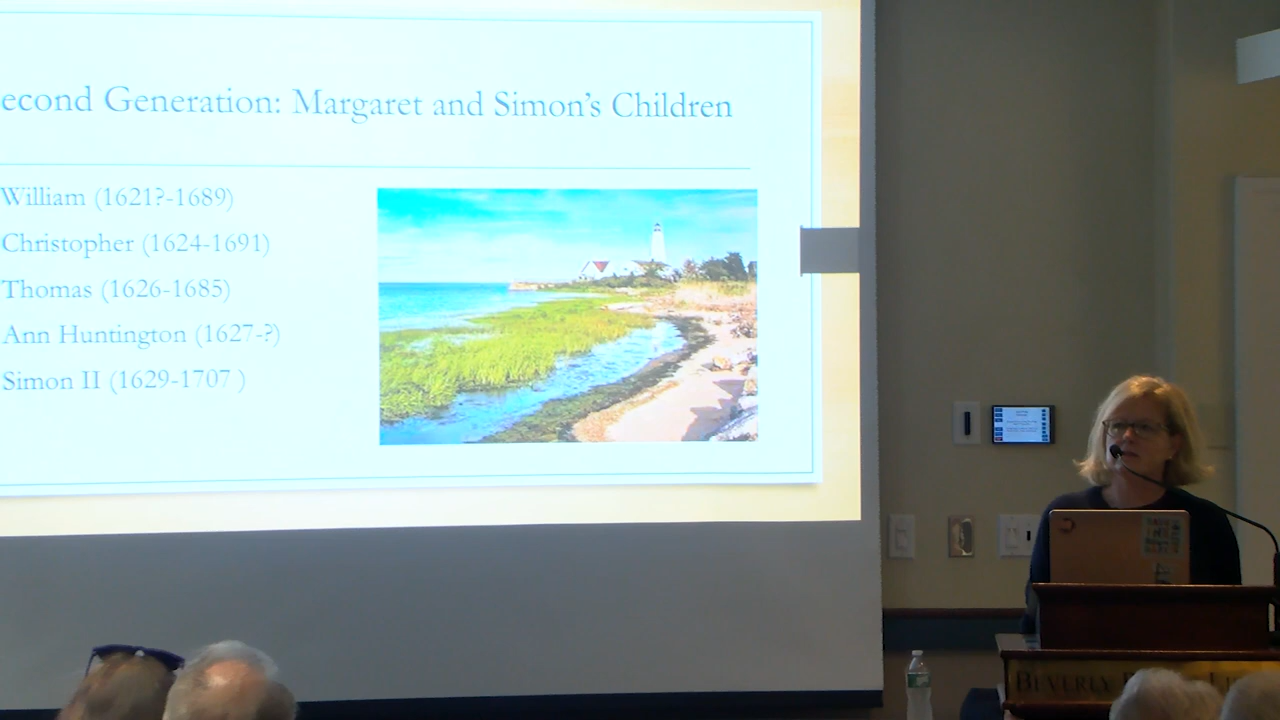 econd Generation: Margaret and Simon's Children
William (1621?-1689)
Christopher (1624-1691)
Thomas (1626-1685)
Ann Huntington (1627-?)
Simon II (1629-1707 )
BEVERLY